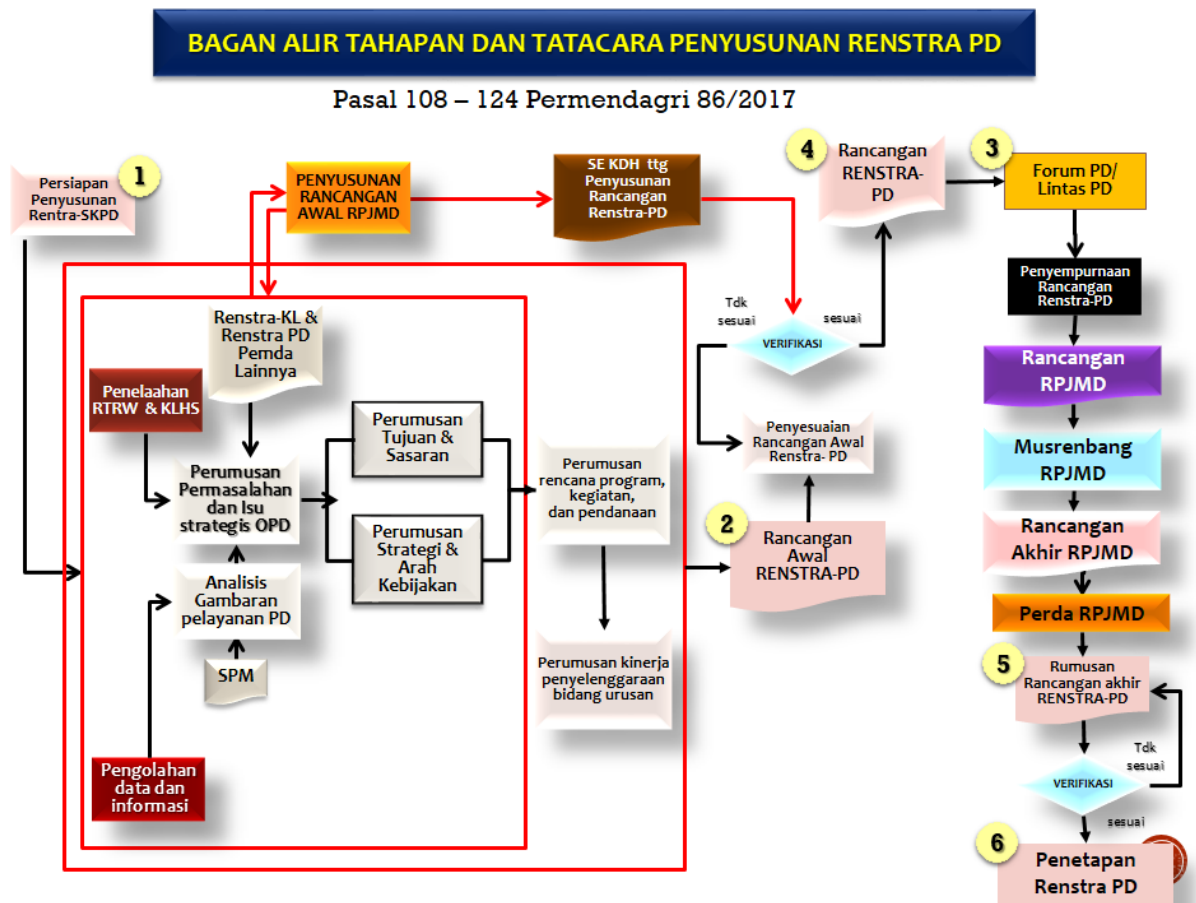 BAGAN ALIR TAHAPAN DAN TATACARA PENYUSUNAN RENSTRA PD
Pasal 108 – 124 Permendagri 86/2017
1
Persiapan
Penyusunan
Rentra-SKPD
PENYUSUNAN
RANCANGAN
AWAL RPJMD
SE KDH ttg
Penyusunan
Rancangan
Renstra-PD
4
Rancangan
RENSTRA-
PD
3
Forum PD/
Lintas PD
Penyempurnaan
Rancangan
Renstra-PD
Tdk
sesuai
sesuai
VERIFIKASI
Renstra-KL &
Renstra PD
Pemda
Lainnya
Penelaahan
RTRW & KLHS
Perumusan
Permasalahan
dan Isu
strategis OPD
Perumusan
Tujuan &
Sasaran
Perumusan
Strategi &
Arah
Kebijakan
Analisis
Gambaran
pelayanan PD
SPM
Pengolahan
data dan
informasi
Perumusan
rencana program,
kegiatan,
dan pendanaan
Perumusan kinerja
penyelenggaraan
bidang urusan
Penyesuaian
Rancangan Awal
Renstra- PD
2
Rancangan
Awal
RENSTRA-PD
Rancangan
RPJMD
Musrenbang
RPJMD
Rancangan
Akhir RPJMD
Perda RPJMD
5
Rumusan
Rancangan akhir
RENSTRA-PD
Tdk
sesuai
VERIFIKASI
sesuai
6
Penetapan
Renstra PD